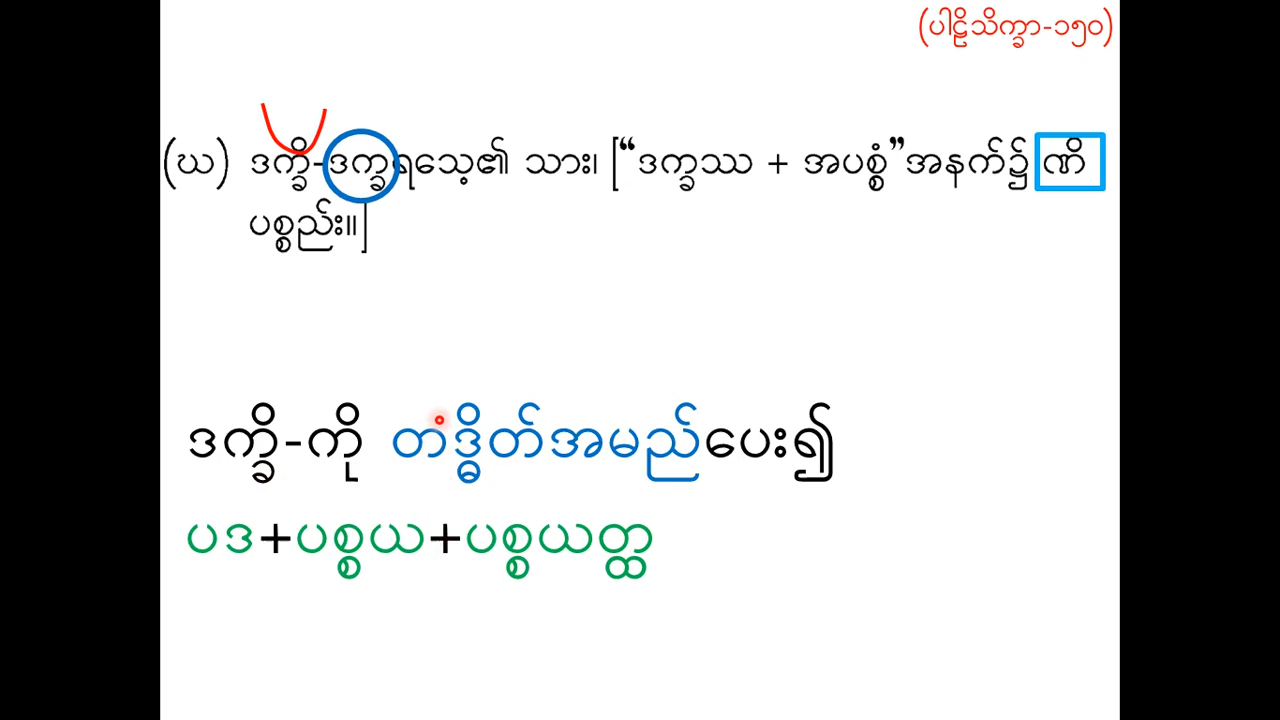 (ပါဠိသိက္ခာ-၁၅၀)
(ဃ) ဒက္ခိ-ဒက္ခရသေ့၏ သား၊ [“ဒက္ခဿ + အပစ္စံ”အနက်၌ ဏိ
ပစ္စည်း။]
ဒက္ခိ-ကို တဒ္ဓိတ်အမည်ပေး၍
ပဒ+ပစ္စယ+ပစ္စယတ္ထ